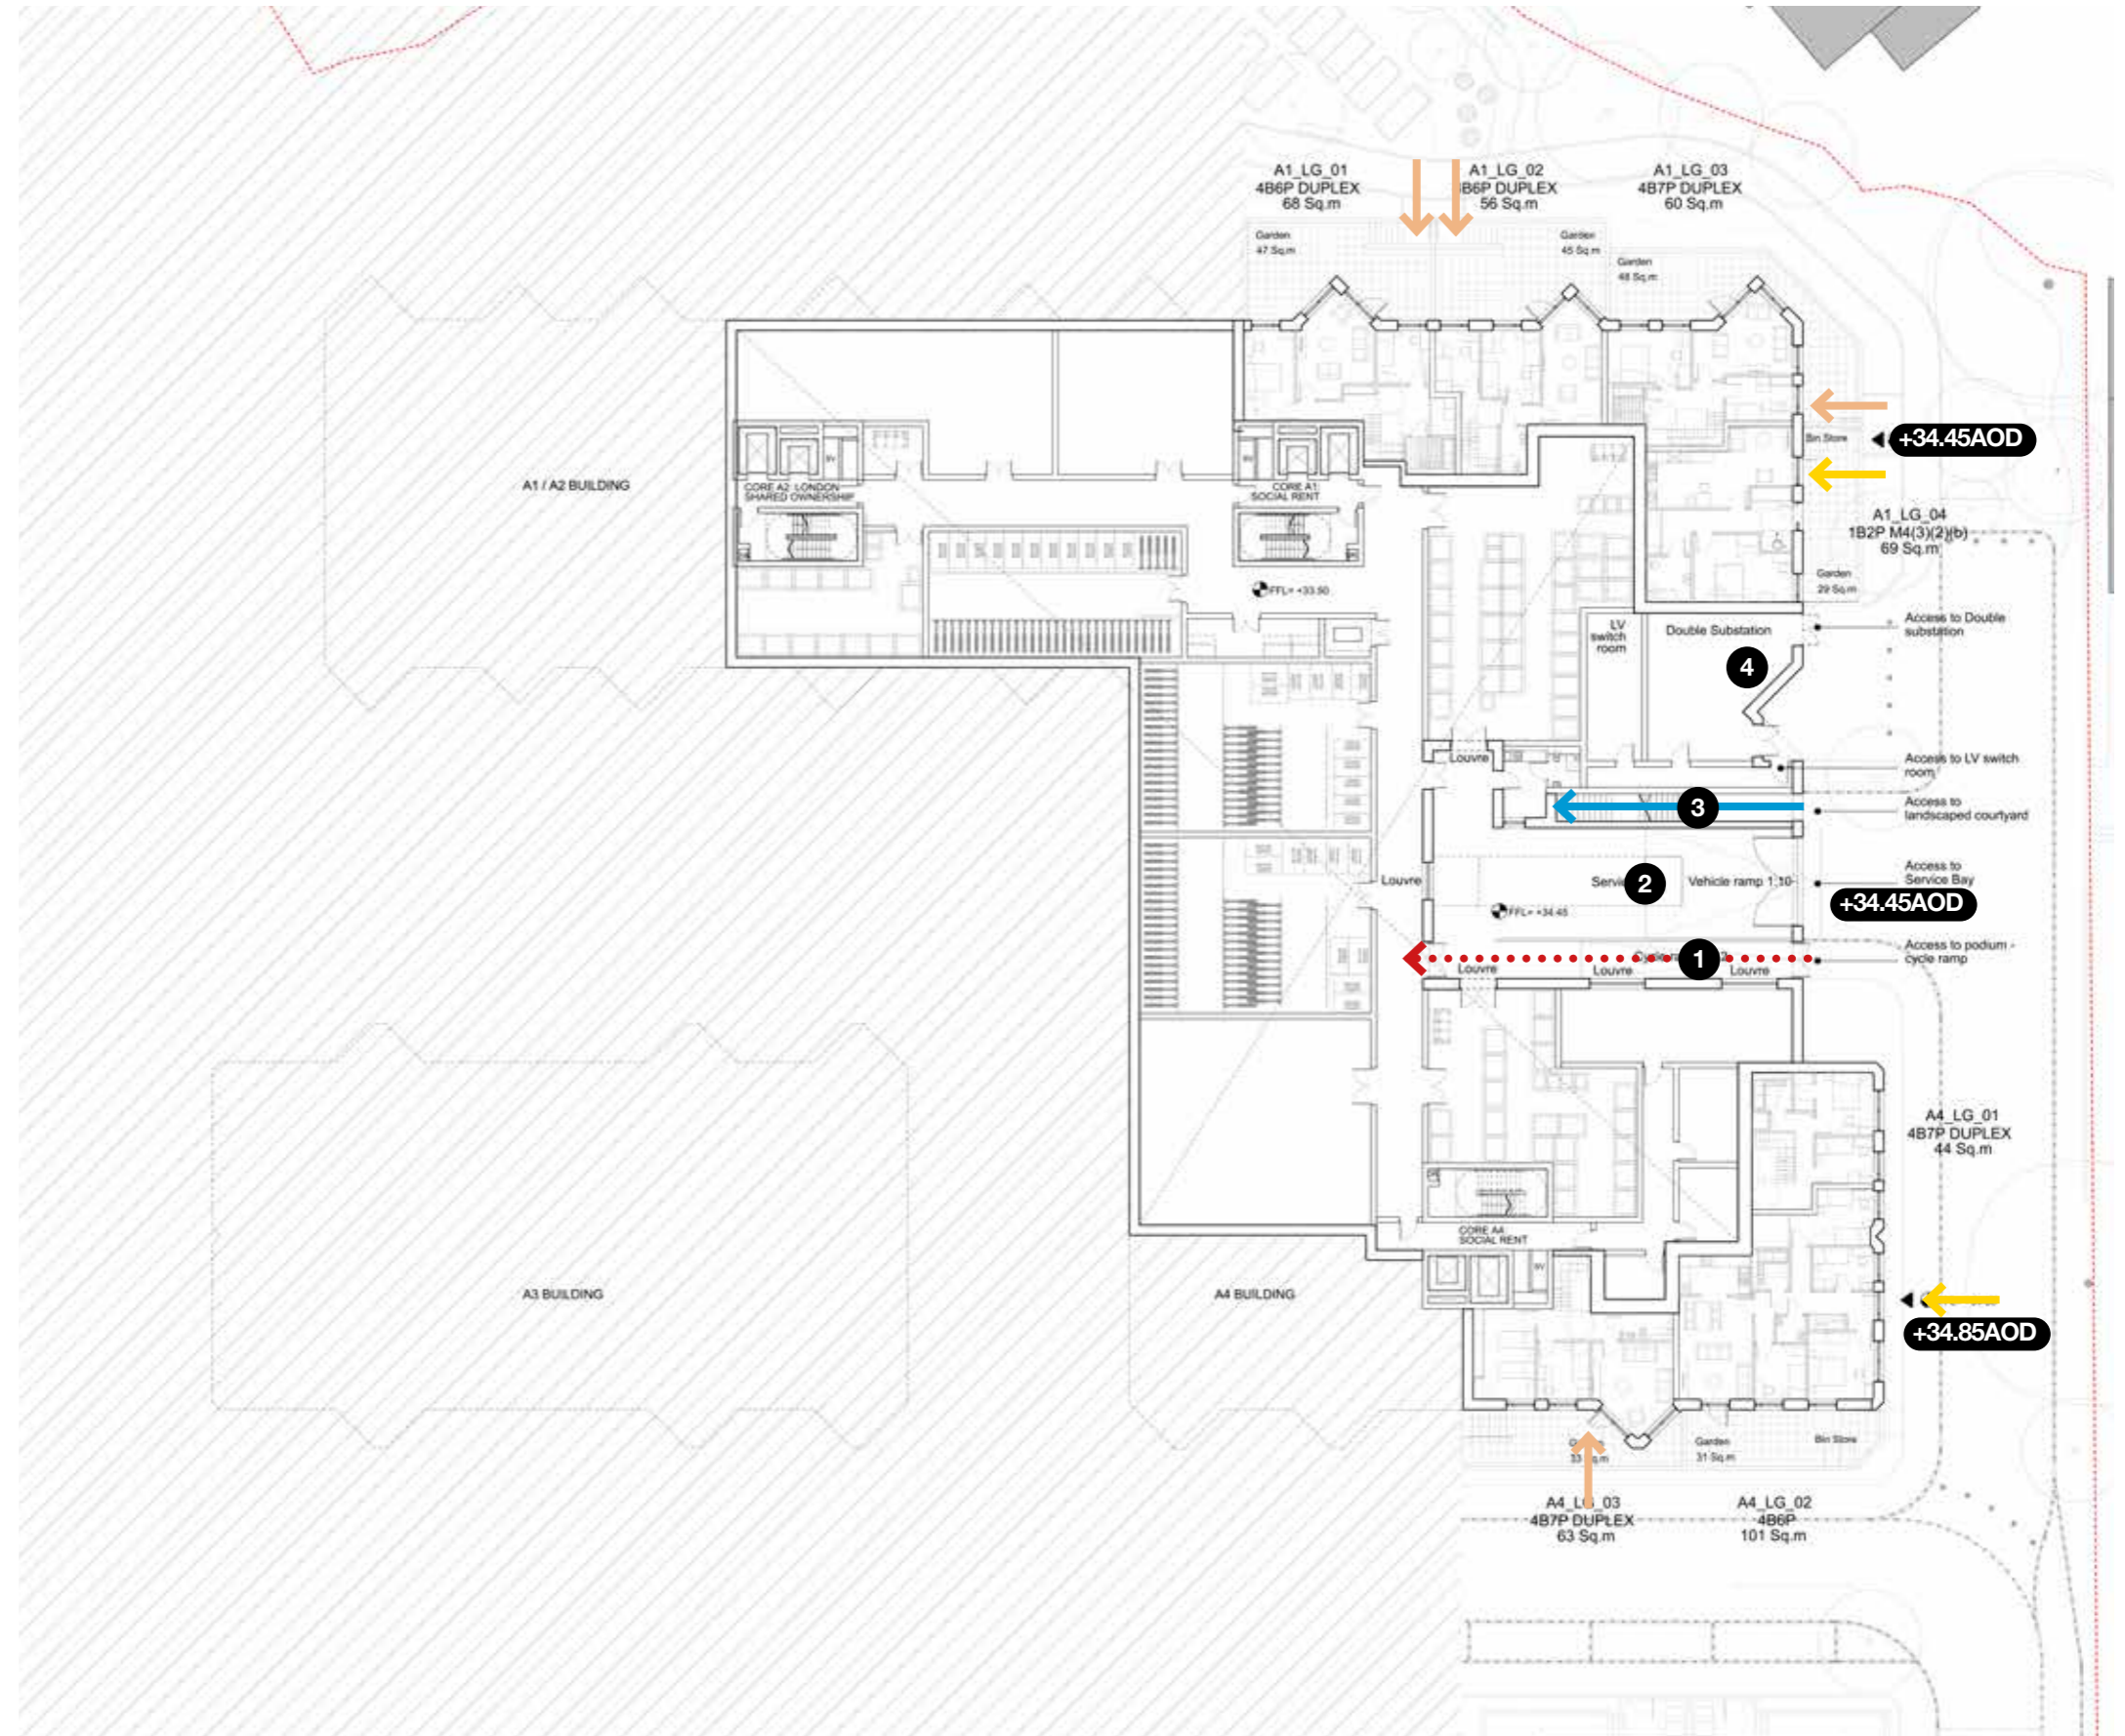 A1_LG_01
4B6P DUPLEX
68 Sq.m
A1_LG_02
4B6P DUPLEX
56 Sq.m
A1_LG_03
4B7P DUPLEX
60 Sq.m
Garden
47 Sq.m
Garden
45 Sq.m
Garden
48 Sq.m
Bin Store
+34.45AOD
A1 / A2 BUILDING
CORE A2: LONDON
SHARED OWNERSHIP
CORE A1:
SOCIAL RENT
A1_LG_04
1B2P M4(3)(2)(b)
69 Sq.m
Garden
29 Sq.m
FFL= +33.50
LV
switch
room
Double Substation
Access to Double
substation
4
Louvre
Access to LV switch
room
3
Access to
landscaped courtyard
Louvre
2
Vehicle ramp 1:10
Access to
Service Bay
+34.45AOD
FFL= +34.45
1
Access to podium -
cycle ramp
Louvre
Louvre
Louvre
A4_LG_01
4B7P DUPLEX
44 Sq.m
CORE A4
SOCIAL RENT
A3 BUILDING
A4 BUILDING
+34.85AOD
Garden
31 Sq.m
Bin Store
A4_LG_03
4B7P DUPLEX
63 Sq.m
A4_LG_02
4B6P
101 Sq.m